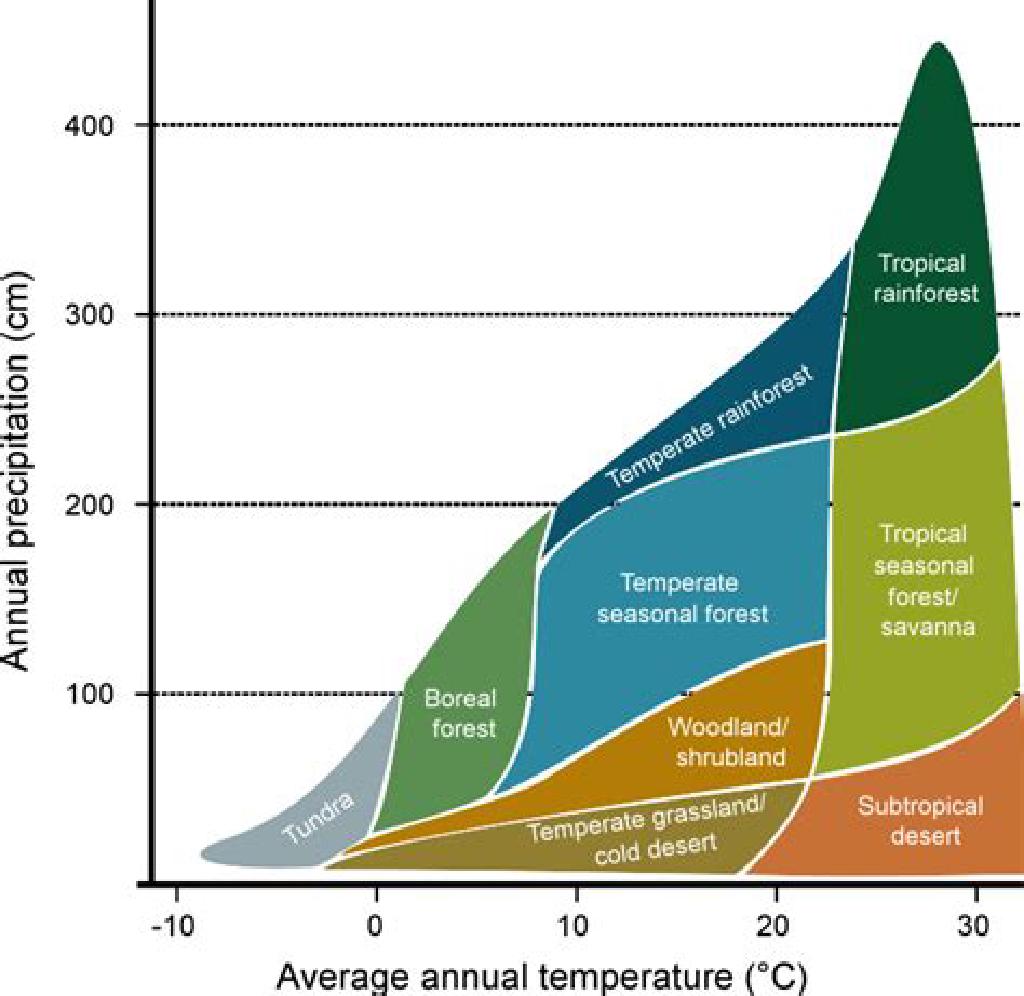 Annual precipitation (cm)
400
300
200
100
Tropical
rainforest
Temperate rainforest
Tropical
seasonal
forest/
savanna
Temperate
seasonal forest
Boreal
forest
Woodland/
shrubland
Tundra
Temperate grassland/
cold desert
Subtropical
desert
-10
0
10
20
30
Average annual temperature (°C)